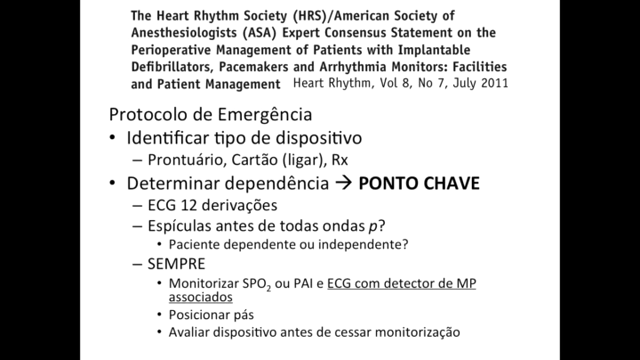 The Heart Rhythm Society (HRS)/American Society of
Anesthesiologists (ASA) Expert Consensus Statement on the
Perioperative Management of Patients with Implantable
Defibrillators, Pacemakers and Arrhythmia Monitors: Facilities
and Patient Management Heart Rhythm, Vol 8, No 7, July 2011
Protocolo de Emergência
• Identificar tipo de dispositivo
– Prontuário, Cartão (ligar), Rx
• Determinar dependência → PONTO CHAVE
– ECG 12 derivações
– Espículas antes de todas ondas p?
• Paciente dependente ou independente?
– SEMPRE
• Monitorizar SPO₂ ou PAI e ECG com detector de MP
associados
• Posicionar pás
• Avaliar dispositivo antes de cessar monitorização